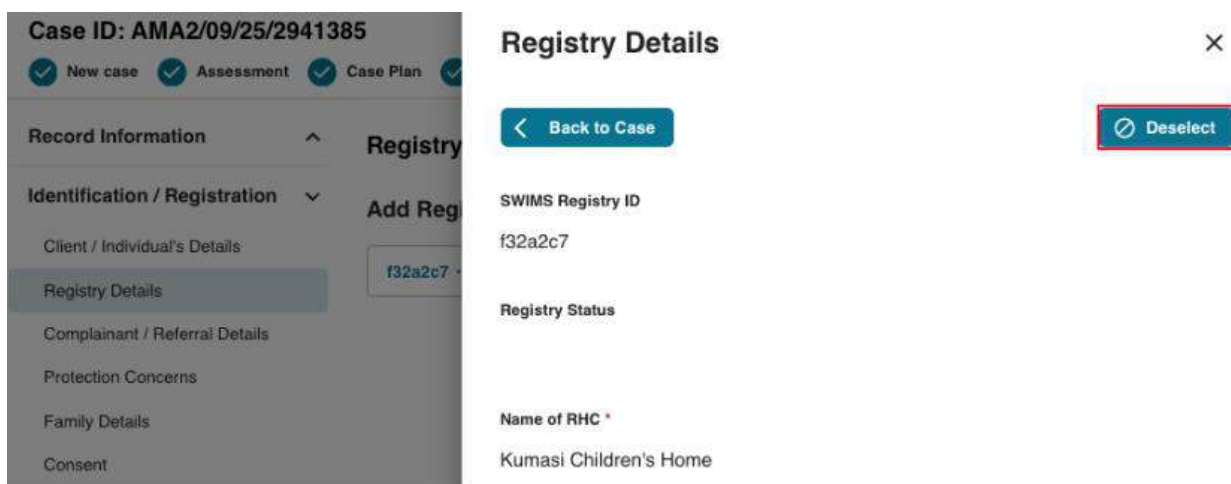 Case ID: AMA2/09/25/2941385
New case
Assessment
Case Plan
Record Information
Identification / Registration
Client / Individual's Details
Registry Details
Complainant / Referral Details
Protection Concerns
Family Details
Consent
Registry
Add Regi
f32a2c7 -
Registry Details
Back to Case
Deselect
SWIMS Registry ID
f32a2c7
Registry Status
Name of RHC *
Kumasi Children's Home